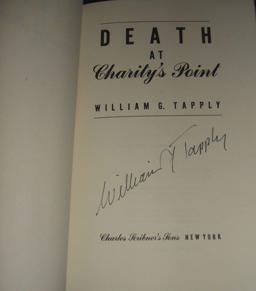 DEATH
AT
Charity's Point
WILLIAM G. TAPPLY
William G Tapply
Charles Scribner's Sons NEW YORK